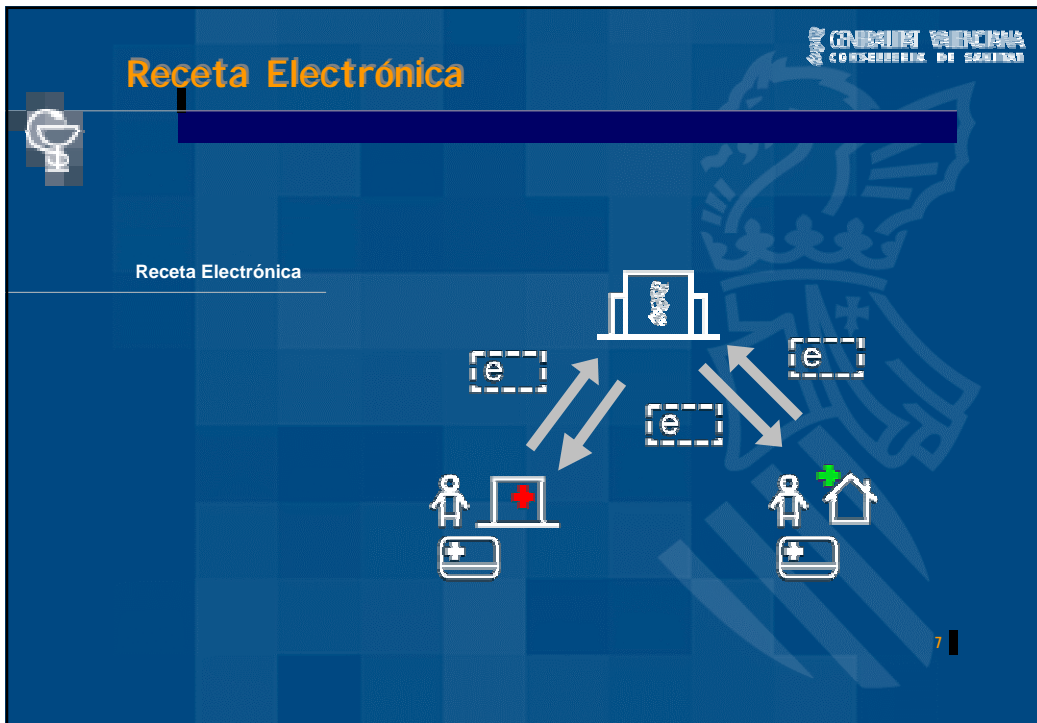 GENERALITAT VALENCIANA
CONSELLERIA DE SANITAT
Receta Electrónica
Receta Electrónica
e
e
e
7